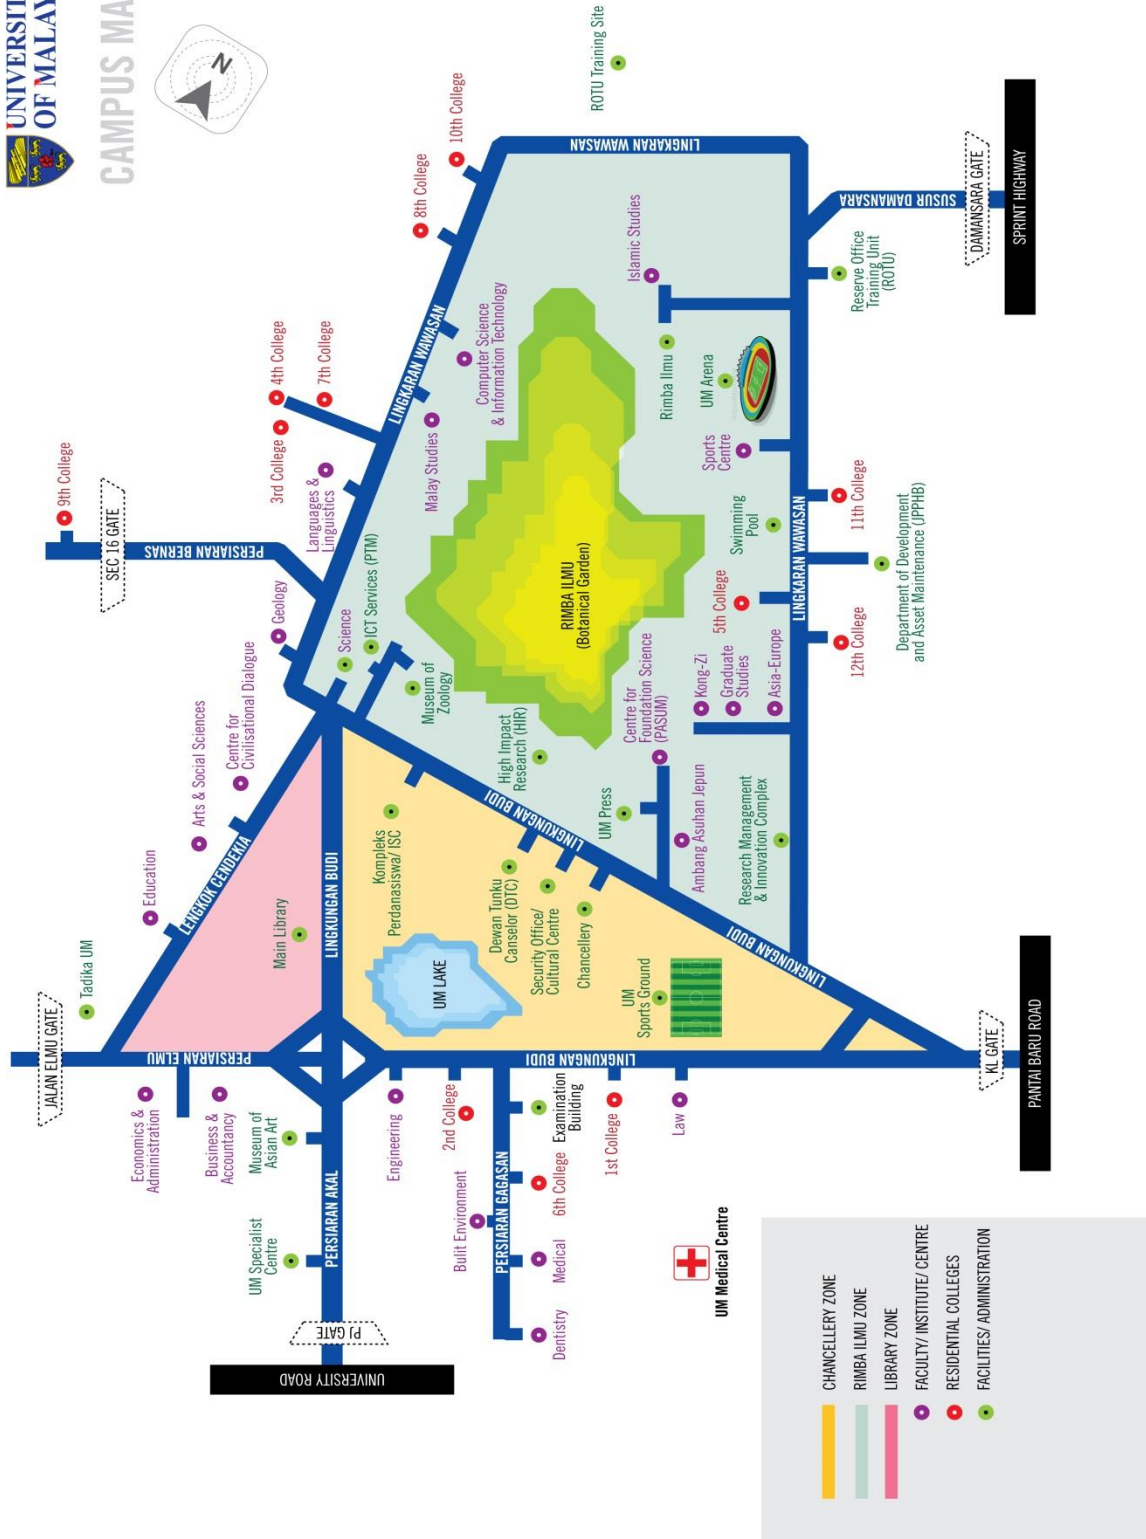 UNIVERSIT
OF MALAY
CAMPUS MA
N
JALAN ELMU GATE
Tadika UM
SEC 16 GATE
9th College
Economics &
Administration
Education
PERSIARAN BERNAS
Business &
Accountancy
PERSIARAN ELMU
Arts & Social Sciences
LENGKOK CENDEKIA
Centre for
Civilisational Dialogue
Geology
3rd College
4th College
7th College
Languages &
Linguistics
UM Specialist
Centre
Museum of
Asian Art
Main Library
Science
ICT Services (PTM)
UNIVERSITY ROAD
PJ GATE
PERSIARAN AKAL
LINGKUNGAN BUDI
LINGKARAN WAWASAN
8th College
10th College
Engineering
Kompleks
Perdanasiswa/ ISC
Museum of
Zoology
Malay Studies
Computer Science
& Information Technology
2nd College
UM LAKE
Bulit Environment
PERSIARAN GAGASAN
Dewan Tunku
Canselor (DTC)
LINGKUNGAN BUDI
High Impact
Research (HIR)
Dentistry
Medical
6th College
Examination
Building
LINGKUNGAN BUDI
Security Office/
Cultural Centre
Chancellery
RIMBA ILMU
(Botanical Garden)
LINGKARAN WAWASAN
ROTU Training Site
1st College
UM
Sports Ground
UM Press
Centre for
Foundation Science
(PASUM)
Islamic Studies
Law
Rimba Ilmu
Ambang Asuhan Jepun
Kong-Zi
Graduate
Studies
Asia-Europe
5th College
Swimming
Pool
Sports
Centre
UM Arena
UM Medical Centre
Research Management
& Innovation Complex
LINGKUNGAN BUDI
LINGKARAN WAWASAN
12th College
11th College
Reserve Office
Training Unit
(ROTU)
SUSUR DAMANSARA
Department of Development
and Asset Maintenance (JPPHB)
KL GATE
PANTAI BARU ROAD
DAMANSARA GATE
SPRINT HIGHWAY
CHANCELLERY ZONE
RIMBA ILMU ZONE
LIBRARY ZONE
FACULTY/ INSTITUTE/ CENTRE
RESIDENTIAL COLLEGES
FACILITIES/ ADMINISTRATION